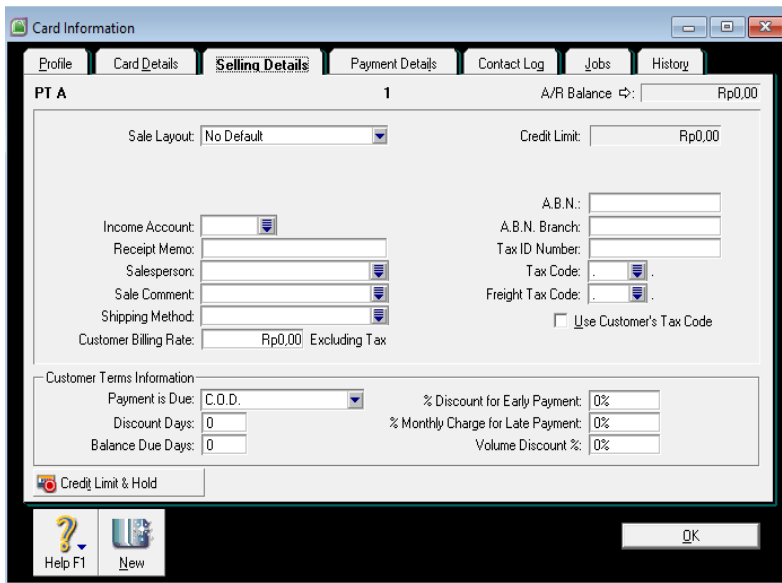 Card Information
Profile Card Details Selling Details Payment Details Contact Log Jobs History
PT A 1 A/R Balance ⇨: Rp0,00
Sale Layout: No Default Credit Limit: Rp0,00
A.B.N.:
Income Account: A.B.N. Branch:
Receipt Memo: Tax ID Number:
Salesperson: Tax Code: . .
Sale Comment: Freight Tax Code: . .
Shipping Method: Use Customer's Tax Code
Customer Billing Rate: Rp0,00 Excluding Tax
Customer Terms Information
Payment is Due: C.O.D. % Discount for Early Payment: 0%
Discount Days: 0 % Monthly Charge for Late Payment: 0%
Balance Due Days: 0 Volume Discount %: 0%
Credit Limit & Hold
? OK
Help F1 New